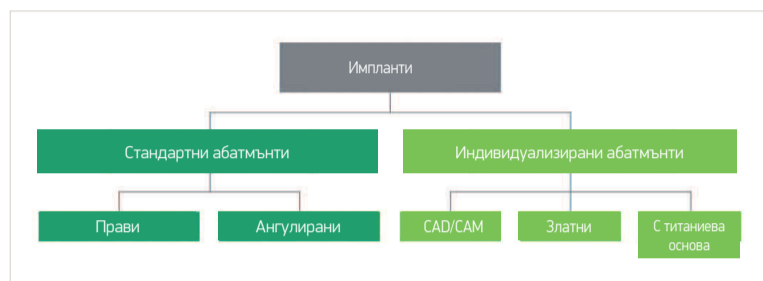 Импланти
Стандартни абатмънти
Индивидуализирани абатмънти
Прави
Ангулирани
CAD/CAM
Златни
С титаниева
основа